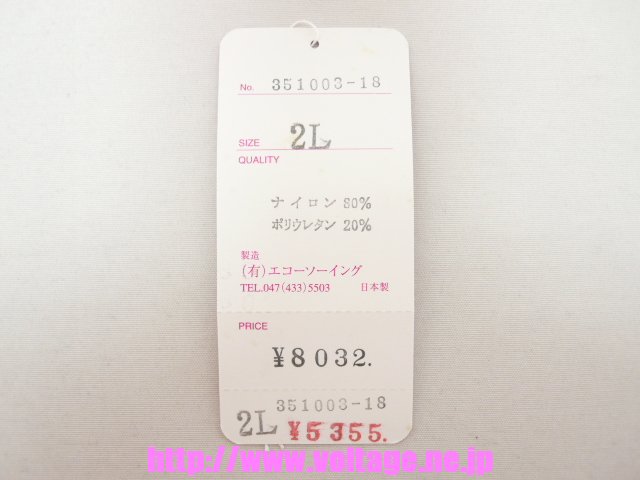 No. 351003-18
SIZE 2L
QUALITY
ナイロン 80%
ポリウレタン 20%
製造
(有)エコーソーイング
TEL.047(433)5503 日本製
PRICE
¥8032.
351003-18
2L ¥5355.
http://www.voltage.ne.jp